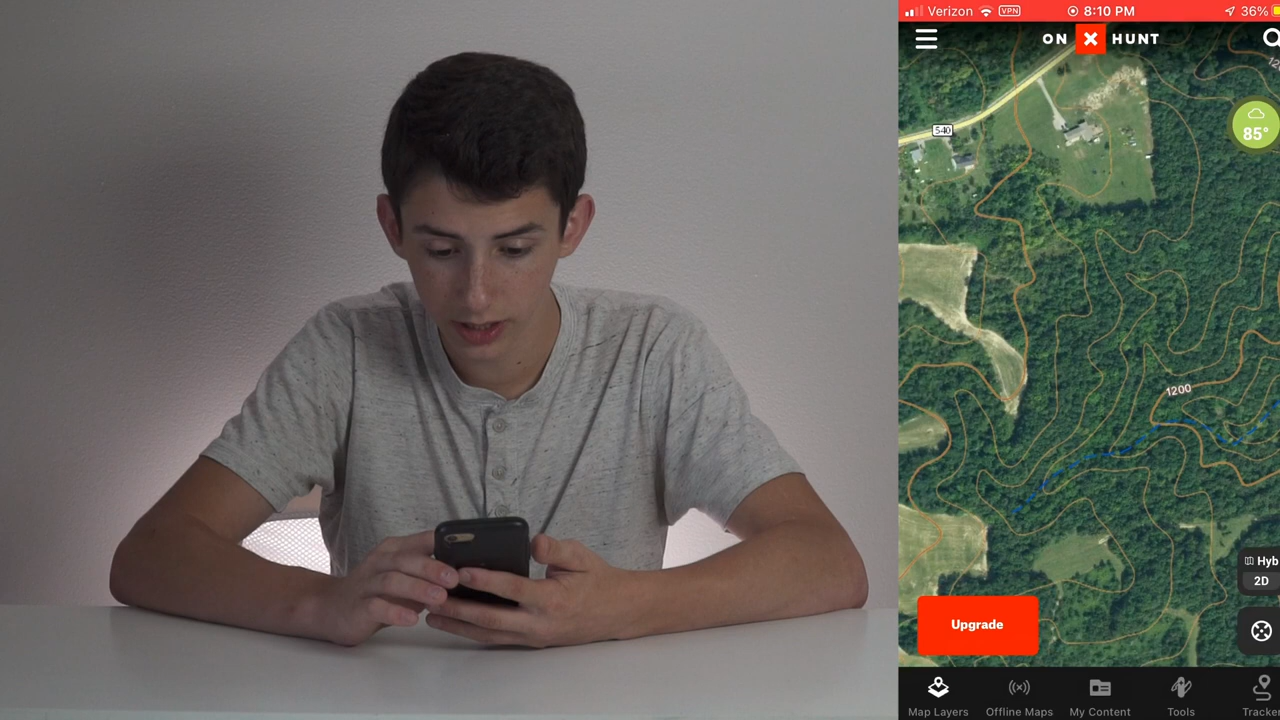 Verizon VPN 8:10 PM 36%
ON X HUNT
120
540
85°
1200
Hyb
2D
Upgrade
Map Layers Offline Maps My Content Tools Tracker